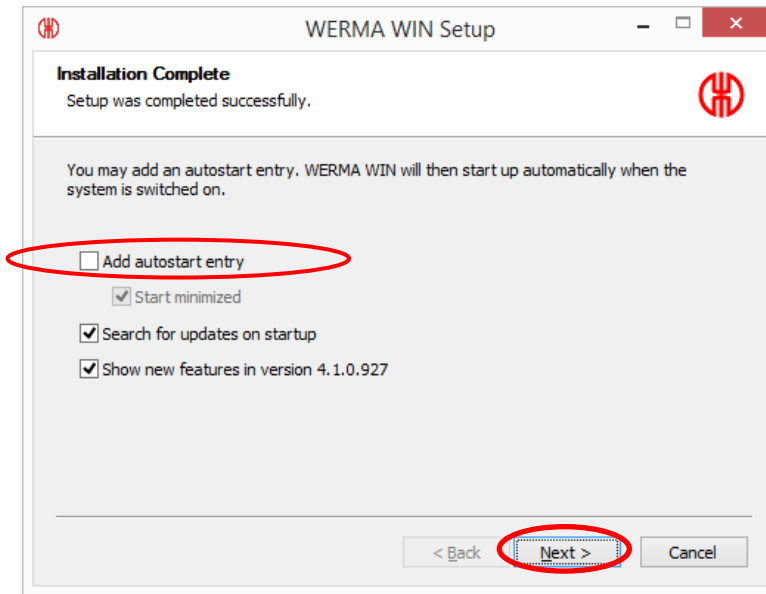 WERMA WIN Setup
Installation Complete
Setup was completed successfully.
You may add an autostart entry. WERMA WIN will then start up automatically when the
system is switched on.
Add autostart entry
Start minimized
Search for updates on startup
Show new features in version 4.1.0.927
< Back Next > Cancel